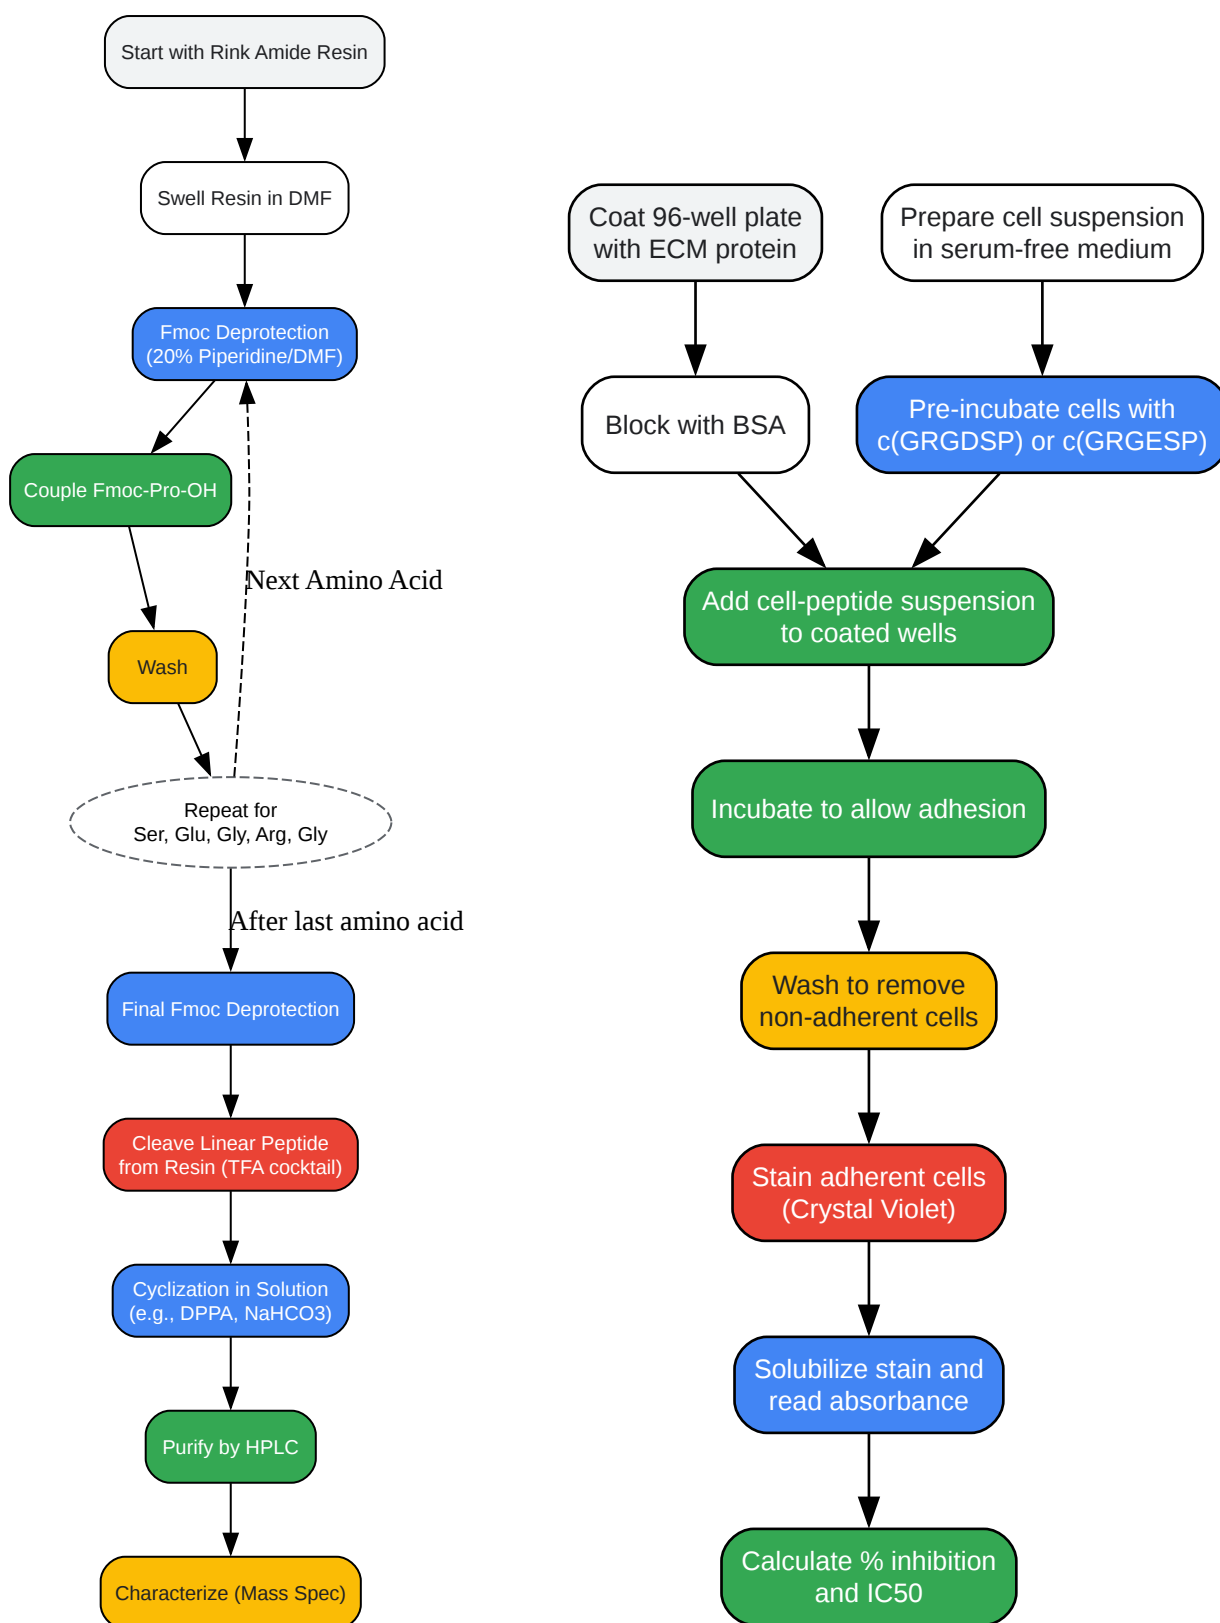 Start with Rink Amide Resin
Swell Resin in DMF
Fmoc Deprotection
(20% Piperidine/DMF)
Couple Fmoc-Pro-OH
Next Amino Acid
Wash
Repeat for
Ser, Glu, Gly, Arg, Gly
After last amino acid
Final Fmoc Deprotection
Cleave Linear Peptide
from Resin (TFA cocktail)
Cyclization in Solution
(e.g., DPPA, NaHCO3)
Purify by HPLC
Characterize (Mass Spec)
Coat 96-well plate
with ECM protein
Prepare cell suspension
in serum-free medium
Block with BSA
Pre-incubate cells with
c(GRGDSP) or c(GRGESP)
Add cell-peptide suspension
to coated wells
Incubate to allow adhesion
Wash to remove
non-adherent cells
Stain adherent cells
(Crystal Violet)
Solubilize stain and
read absorbance
Calculate % inhibition
and IC50